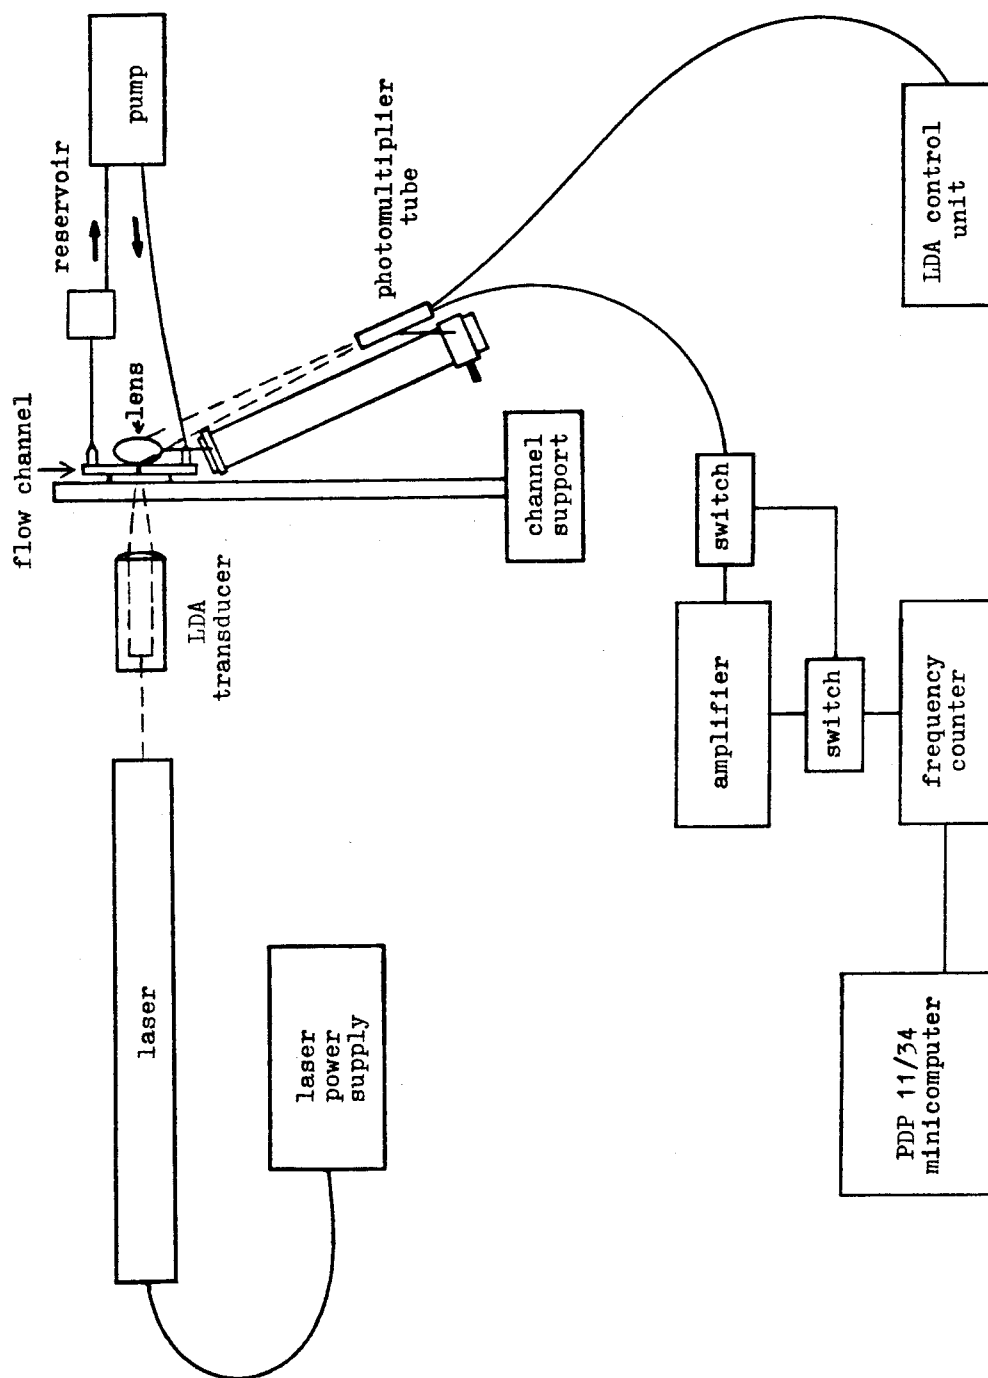 laser
laser
power
supply
LDA
transducer
flow channel
lens
reservoir
pump
photomultiplier
tube
channel
support
switch
amplifier
switch
frequency
counter
PDP 11/34
minicomputer
LDA control
unit